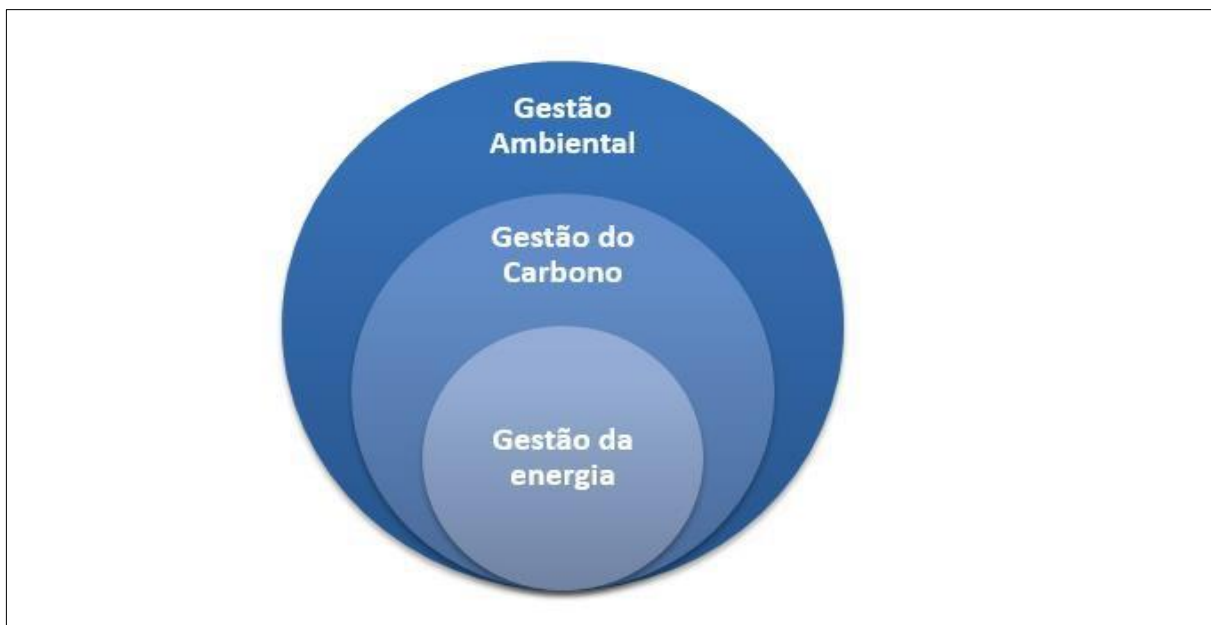 Gestão
Ambiental
Gestão do
Carbono
Gestão da
energia